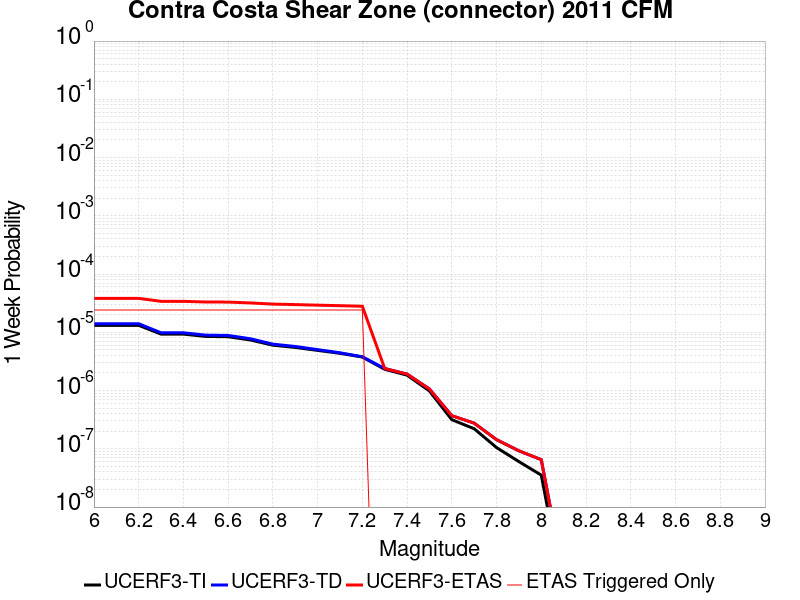 Contra Costa Shear Zone (connector) 2011 CFM
1 Week Probability
10^0
10^-1
10^-2
10^-3
10^-4
10^-5
10^-6
10^-7
10^-8
6 6.2 6.4 6.6 6.8 7 7.2 7.4 7.6 7.8 8 8.2 8.4 8.6 8.8 9
Magnitude
UCERF3-TI UCERF3-TD UCERF3-ETAS ETAS Triggered Only